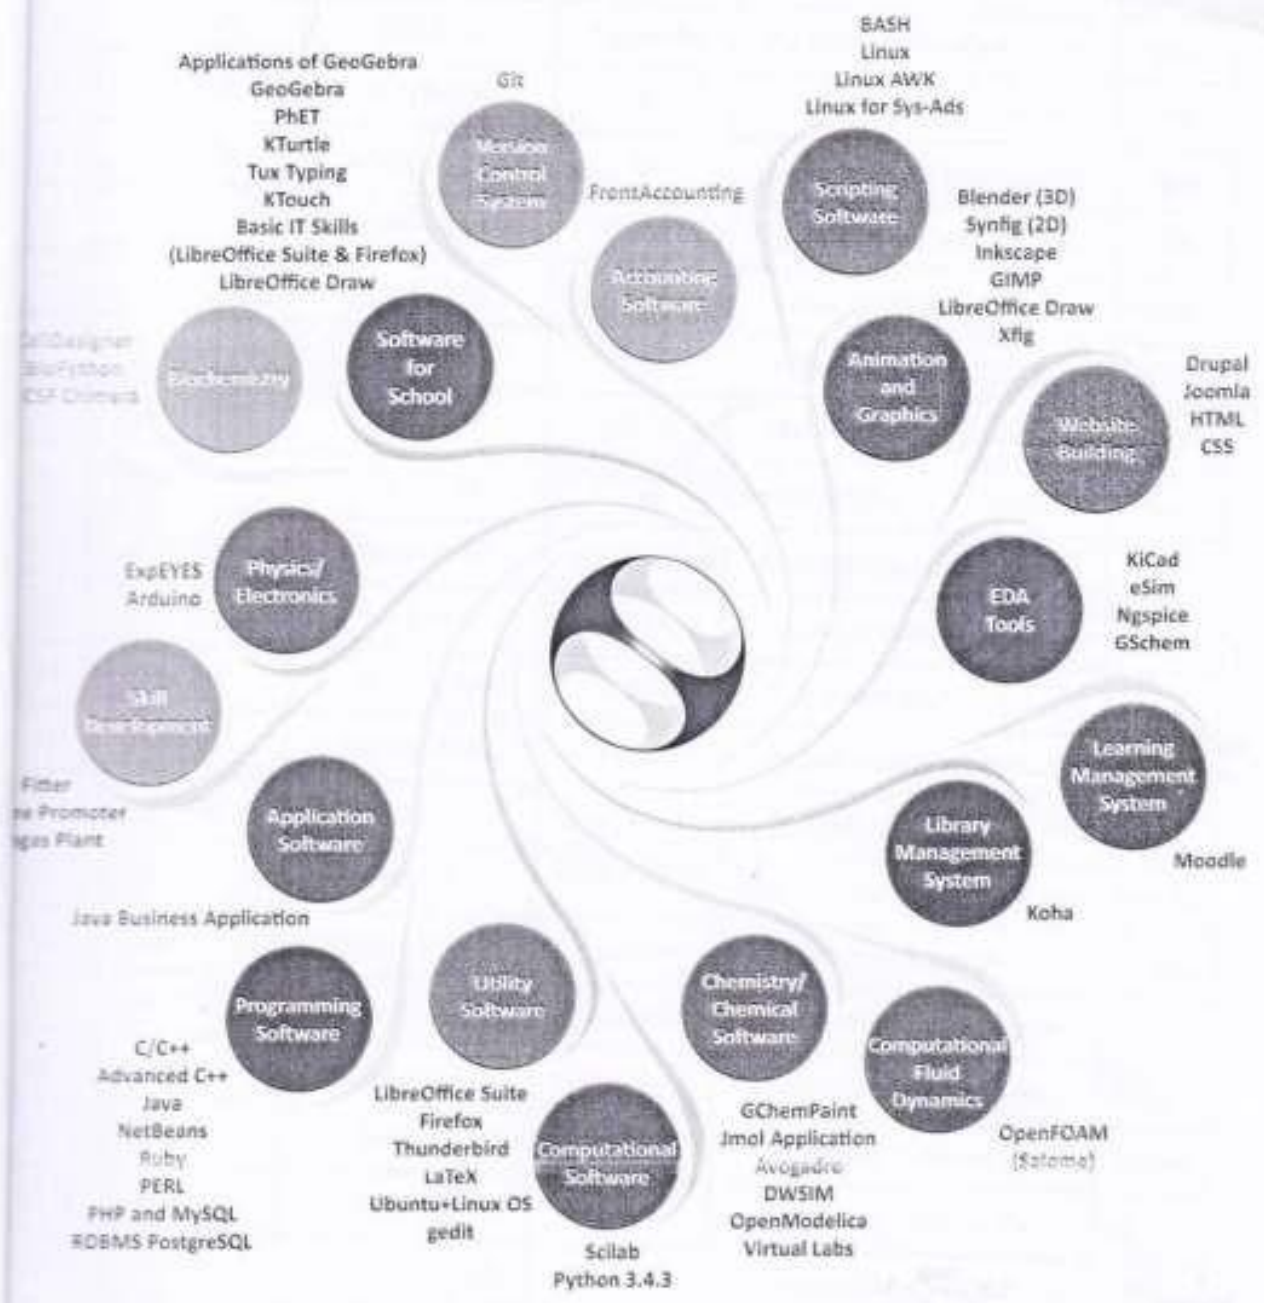 BASH
Linux
Linux AWK
Linux for Sys-Ads
Scripting
Software
Applications of GeoGebra
GeoGebra
PhET
KTurtle
Tux Typing
KTouch
Basic IT Skills
(LibreOffice Suite & Firefox)
LibreOffice Draw
Software
for
School
Git
Version
Control
System
FrontAccounting
Accounting
Software
Blender (3D)
Synfig (2D)
Inkscape
GIMP
LibreOffice Draw
Xfig
Animation
and
Graphics
Drupal
Joomla
HTML
CSS
Website
Building
Biochemistry
ExpEYES
Arduino
Physics/
Electronics
KiCad
eSim
Ngspice
GSchem
EDA
Tools
Skill
Development
Fitter
Promoter
Plant
Learning
Management
System
Moodle
Library
Management
System
Koha
Application
Software
Java Business Application
Programming
Software
C/C++
Advanced C++
Java
NetBeans
Ruby
PERL
PHP and MySQL
RDBMS PostgreSQL
Utility
Software
LibreOffice Suite
Firefox
Thunderbird
LaTeX
Ubuntu+Linux OS
gedit
Computational
Software
Scilab
Python 3.4.3
Chemistry/
Chemical
Software
GChemPaint
Jmol Application
Avogadro
DWSIM
OpenModelica
Virtual Labs
Computational
Fluid
Dynamics
OpenFOAM
(Salome)